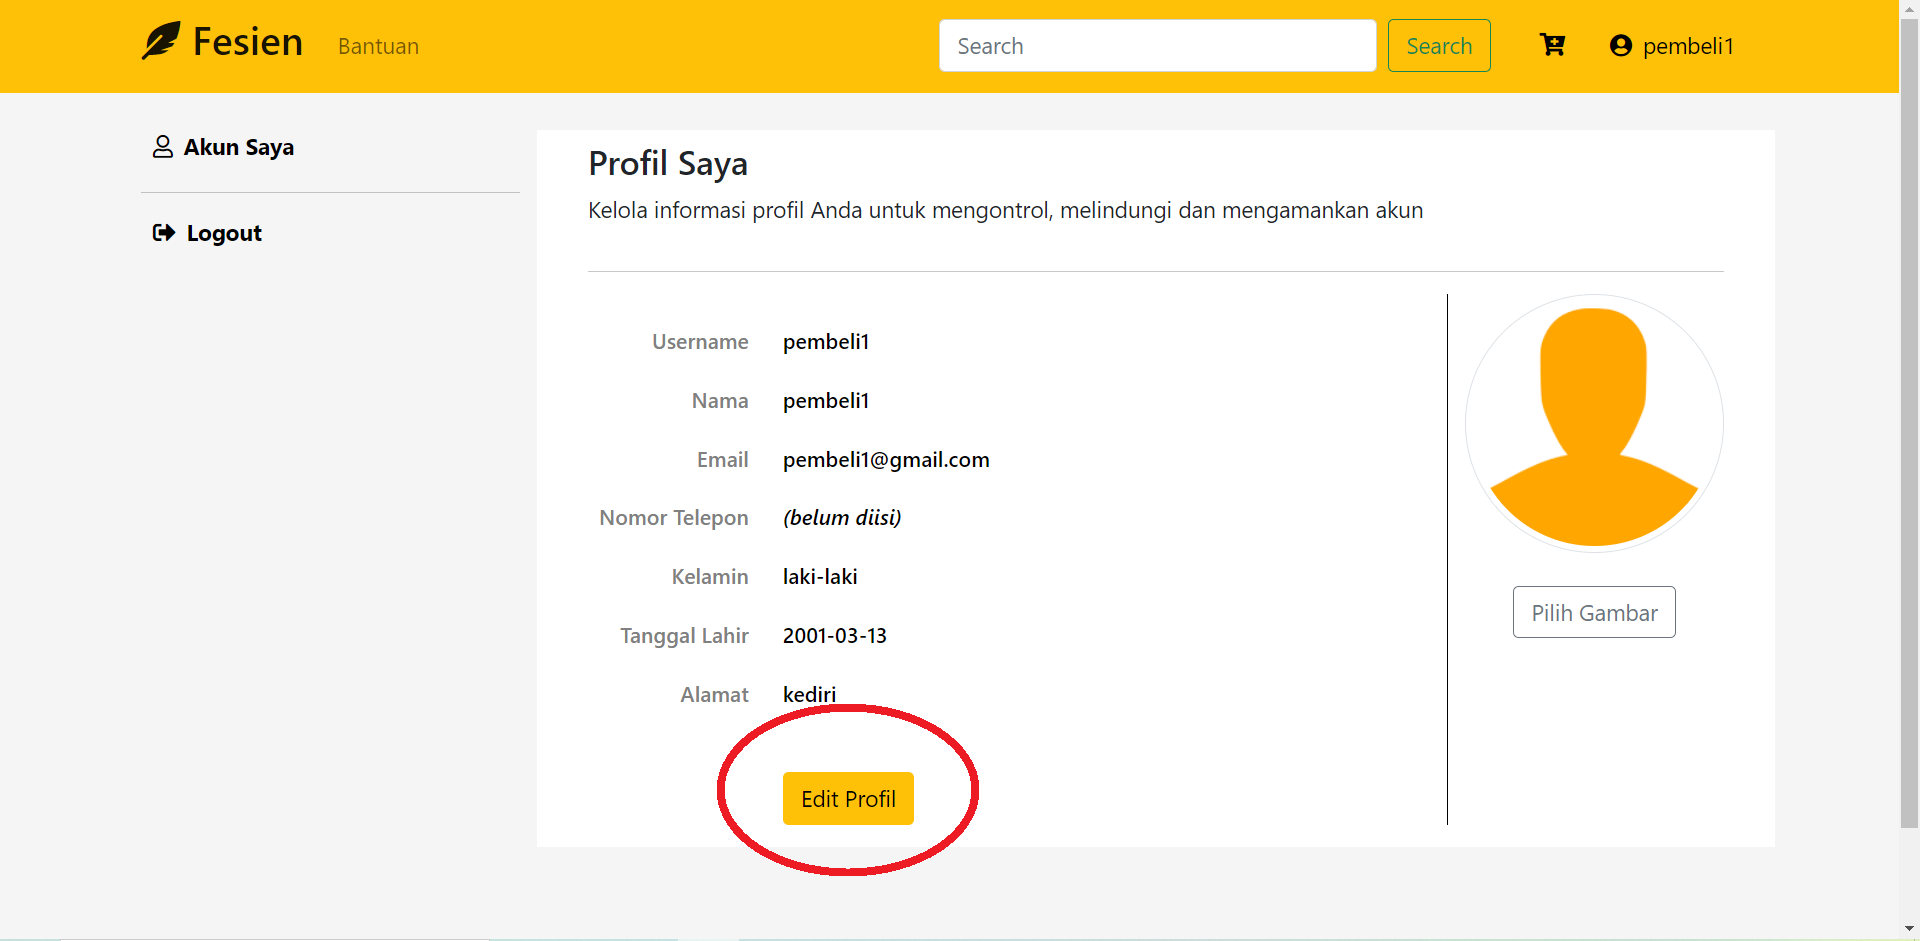 Fesien
Bantuan
Search
Search
pembeli1
Akun Saya
Logout
Profil Saya
Kelola informasi profil Anda untuk mengontrol, melindungi dan mengamankan akun
Username pembeli1
Nama pembeli1
Email pembeli1@gmail.com
Nomor Telepon (belum diisi)
Kelamin laki-laki
Tanggal Lahir 2001-03-13
Alamat kediri
Edit Profil
Pilih Gambar